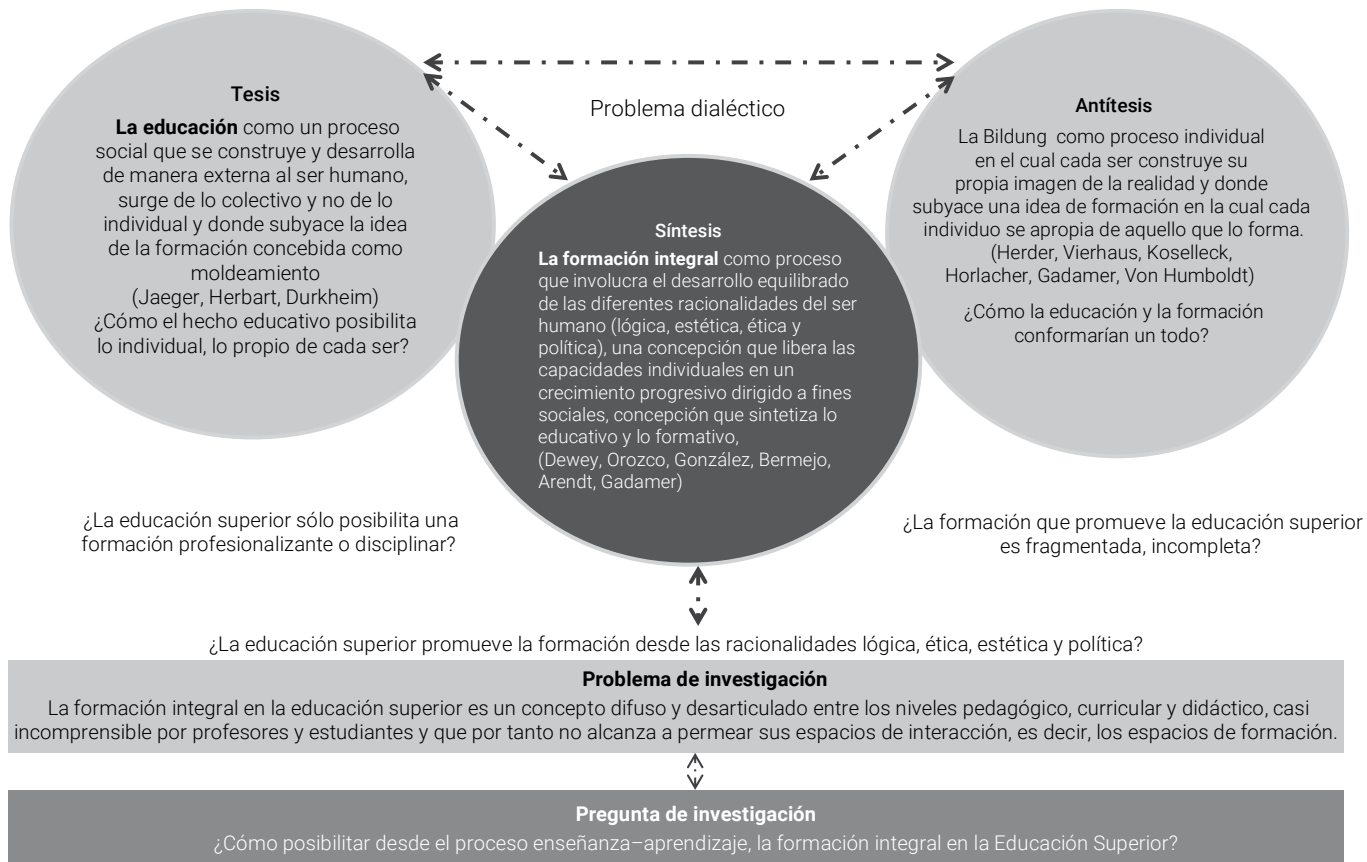 Problema dialéctico
Tesis
La educación como un proceso
social que se construye y desarrolla
de manera externa al ser humano,
surge de lo colectivo y no de lo
individual y donde subyace la idea
de la formación concebida como
moldeamiento
(Jaeger, Herbart, Durkheim)
¿Cómo el hecho educativo posibilita
lo individual, lo propio de cada ser?
Antítesis
La Bildung como proceso individual
en el cual cada ser construye su
propia imagen de la realidad y donde
subyace una idea de formación en la cual cada
individuo se apropia de aquello que lo forma.
(Herder, Vierhaus, Koselleck,
Horlacher, Gadamer, Von Humboldt)
¿Cómo la educación y la formación
conformarían un todo?
Síntesis
La formación integral como proceso
que involucra el desarrollo equilibrado
de las diferentes racionalidades del ser
humano (lógica, estética, ética y
política), una concepción que libera las
capacidades individuales en un
crecimiento progresivo dirigido a fines
sociales, concepción que sintetiza lo
educativo y lo formativo,
(Dewey, Orozco, González, Bermejo,
Arendt, Gadamer)
¿La educación superior sólo posibilita una
formación profesionalizante o disciplinar?
¿La formación que promueve la educación superior
es fragmentada, incompleta?
¿La educación superior promueve la formación desde las racionalidades lógica, ética, estética y política?
Problema de investigación
La formación integral en la educación superior es un concepto difuso y desarticulado entre los niveles pedagógico, curricular y didáctico, casi
incomprensible por profesores y estudiantes y que por tanto no alcanza a permear sus espacios de interacción, es decir, los espacios de formación.
Pregunta de investigación
¿Cómo posibilitar desde el proceso enseñanza–aprendizaje, la formación integral en la Educación Superior?